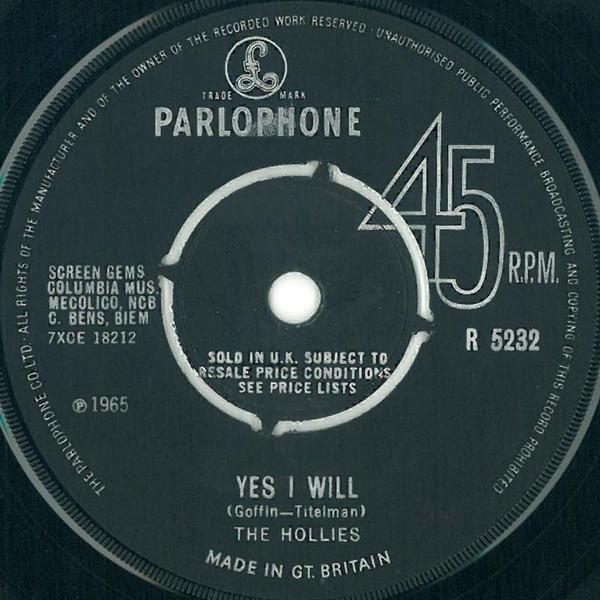 THE PARLOPHONE CO LTD · ALL RIGHTS OF THE MANUFACTURER AND OF THE OWNER OF THE RECORDED WORK RESERVED · UNAUTHORISED PUBLIC PERFORMANCE BROADCASTING AND COPYING OF THIS RECORD PROHIBITED
£
TRADE MARK
PARLOPHONE
45 R.P.M.
SCREEN GEMS
COLUMBIA MUS.
MECOLICO, NCB
C. BENS, BIEM
7XCE 18212
R 5232
SOLD IN U.K. SUBJECT TO
RESALE PRICE CONDITIONS
SEE PRICE LISTS
℗ 1965
YES I WILL
(Goffin—Titelman)
THE HOLLIES
MADE IN GT. BRITAIN